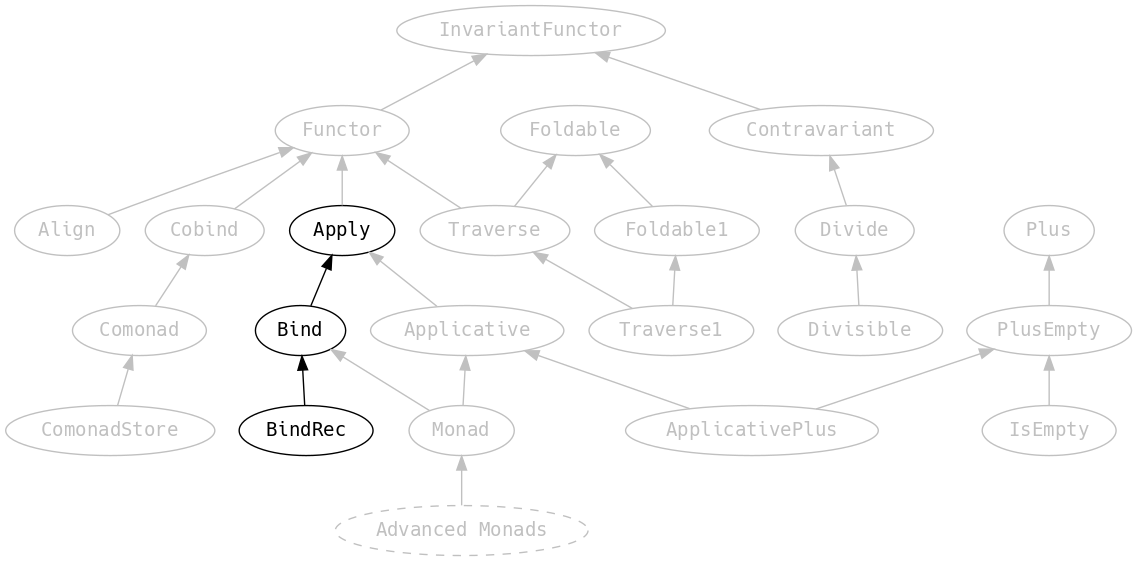 InvariantFunctor
Functor
Foldable
Contravariant
Align
Cobind
Apply
Traverse
Foldable1
Divide
Plus
Comonad
Bind
Applicative
Traverse1
Divisible
PlusEmpty
ComonadStore
BindRec
Monad
ApplicativePlus
IsEmpty
Advanced Monads